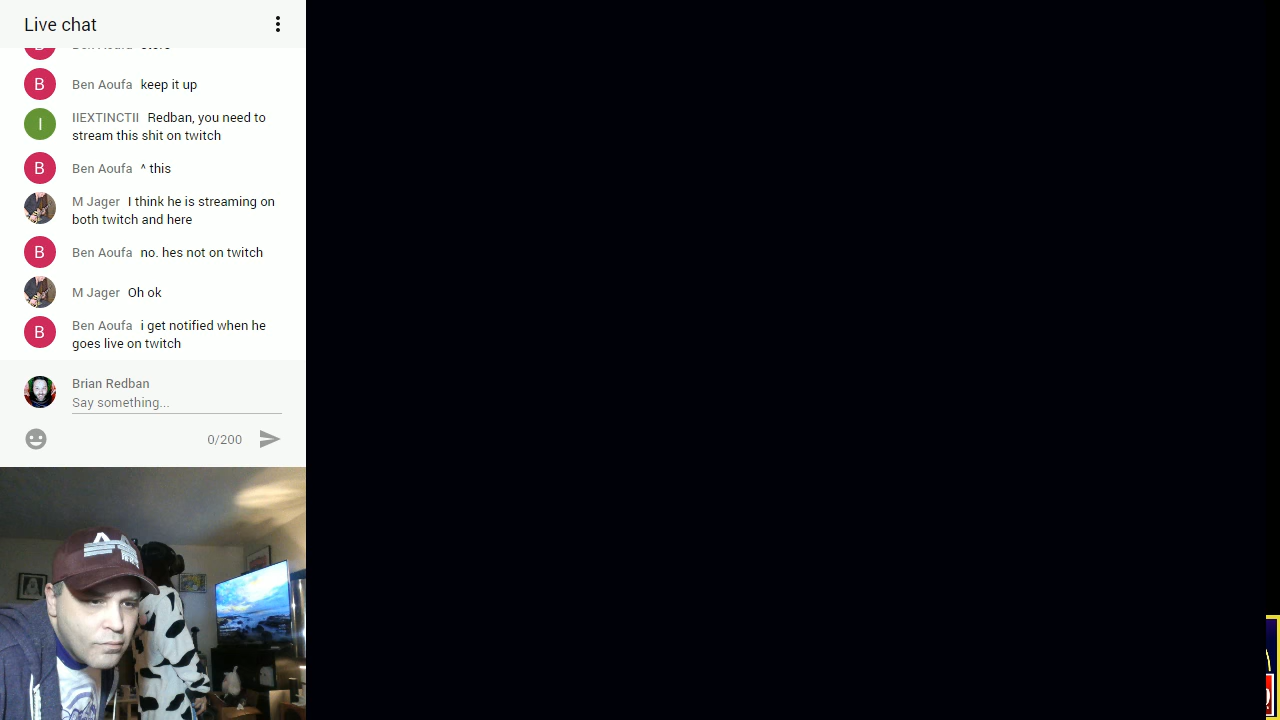 Live chat
Ben Aoufa keep it up
IIEXTINCTII Redban, you need to
stream this shit on twitch
Ben Aoufa ^ this
M Jager I think he is streaming on
both twitch and here
Ben Aoufa no. hes not on twitch
M Jager Oh ok
Ben Aoufa i get notified when he
goes live on twitch
Brian Redban
Say something...
0/200